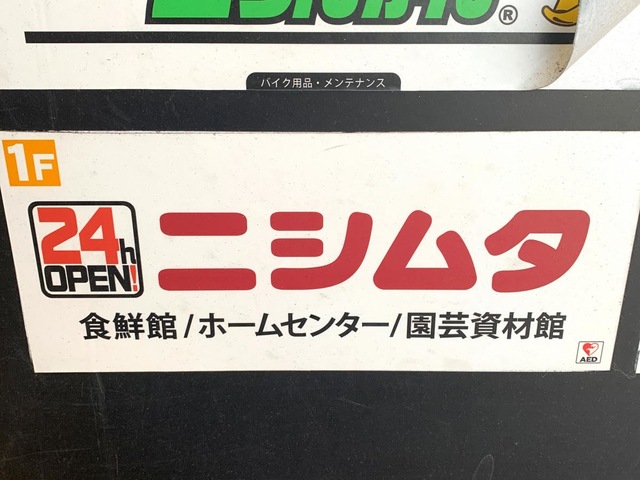 ®
バイク用品・メンテナンス
1F
24h
OPEN!
ニシムタ
食鮮館/ホームセンター/園芸資材館
AED